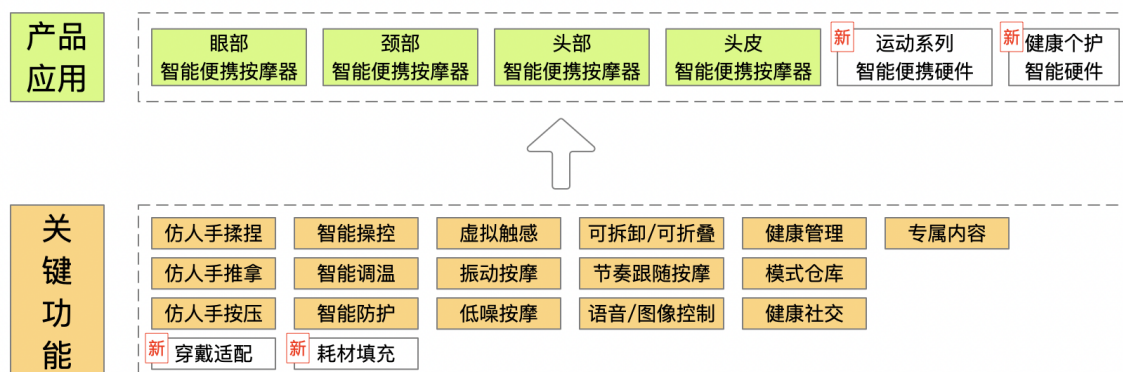 产品
应用
眼部
智能便携按摩器
颈部
智能便携按摩器
头部
智能便携按摩器
头皮
智能便携按摩器
新
运动系列
智能便携硬件
新
健康个护
智能硬件
关
键
功
能
仿人手揉捏
智能操控
虚拟触感
可拆卸/可折叠
健康管理
专属内容
仿人手推拿
智能调温
振动按摩
节奏跟随按摩
模式仓库
仿人手按压
智能防护
低噪按摩
语音/图像控制
健康社交
新
穿戴适配
新
耗材填充